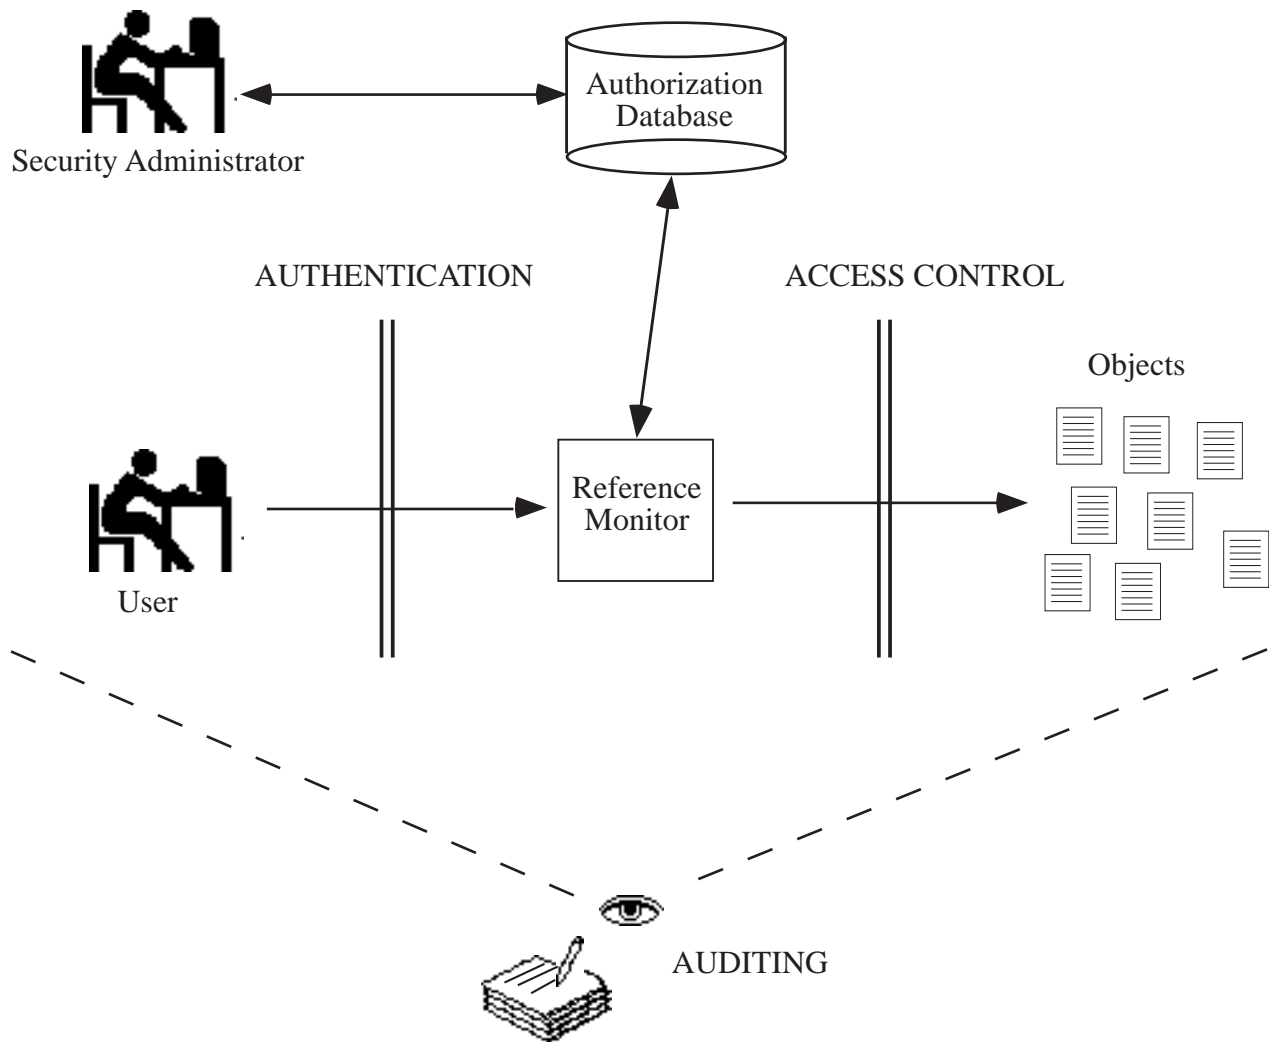 Authorization
Database
Security Administrator
AUTHENTICATION
ACCESS CONTROL
Objects
Reference
Monitor
User
AUDITING